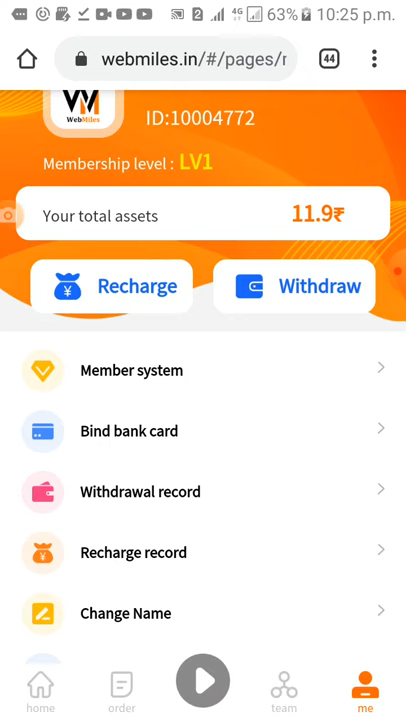 2 4G 63% 10:25 p.m.
webmiles.in/#/pages/r
44
WM
WebMiles
ID:10004772
Membership level : LV1
Your total assets 11.9₹
¥ Recharge Withdraw
Member system
Bind bank card
Withdrawal record
¥ Recharge record
Change Name
home order team me